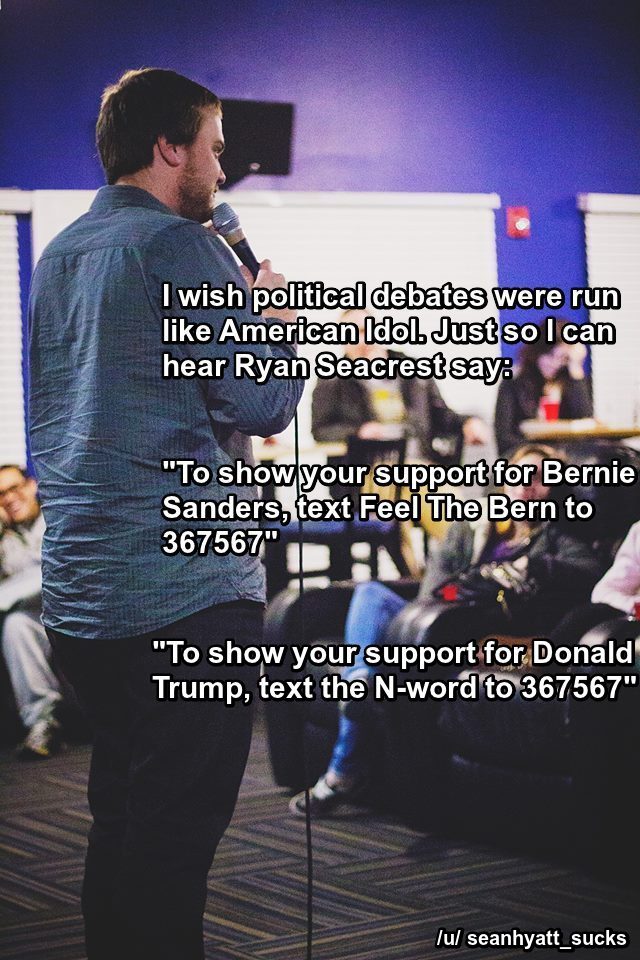 I wish political debates were run
like American Idol. Just so I can
hear Ryan Seacrest say:
"To show your support for Bernie
Sanders, text Feel The Bern to
367567"
"To show your support for Donald
Trump, text the N-word to 367567"
/u/ seanhyatt_sucks